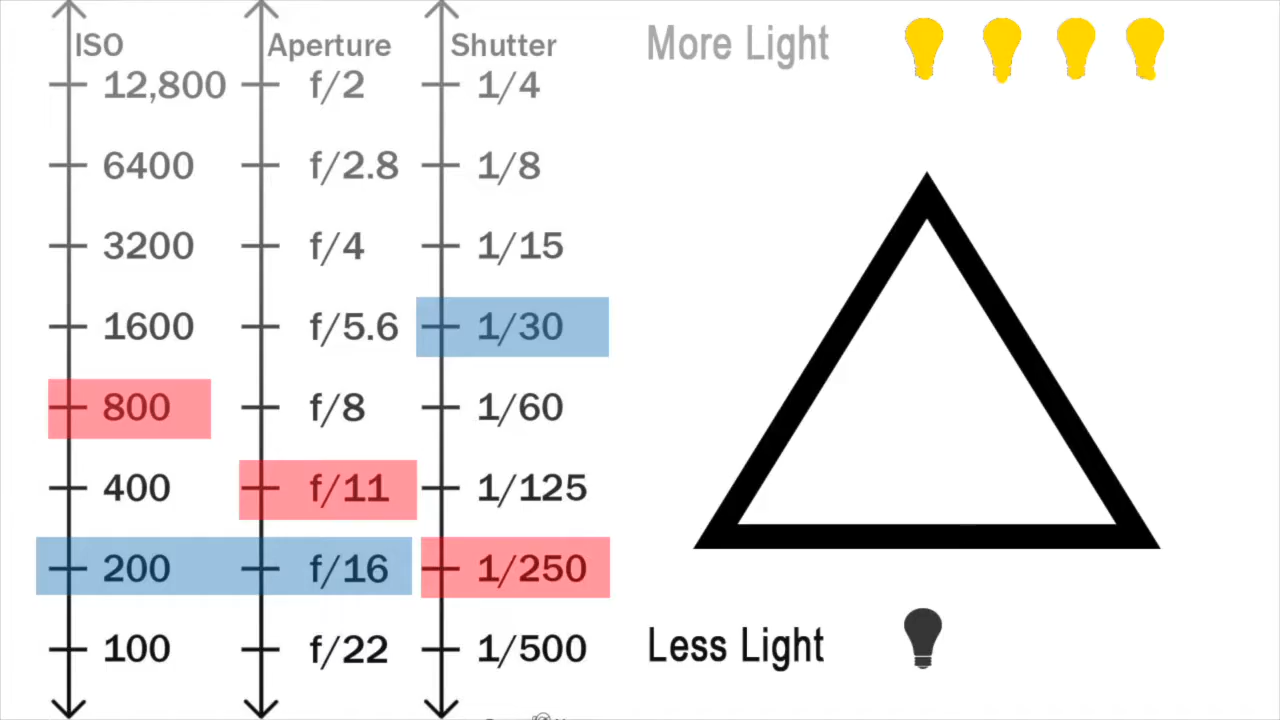 ISO Aperture Shutter More Light
12,800 f/2 1/4
6400 f/2.8 1/8
3200 f/4 1/15
1600 f/5.6 1/30
800 f/8 1/60
400 f/11 1/125
200 f/16 1/250
100 f/22 1/500 Less Light